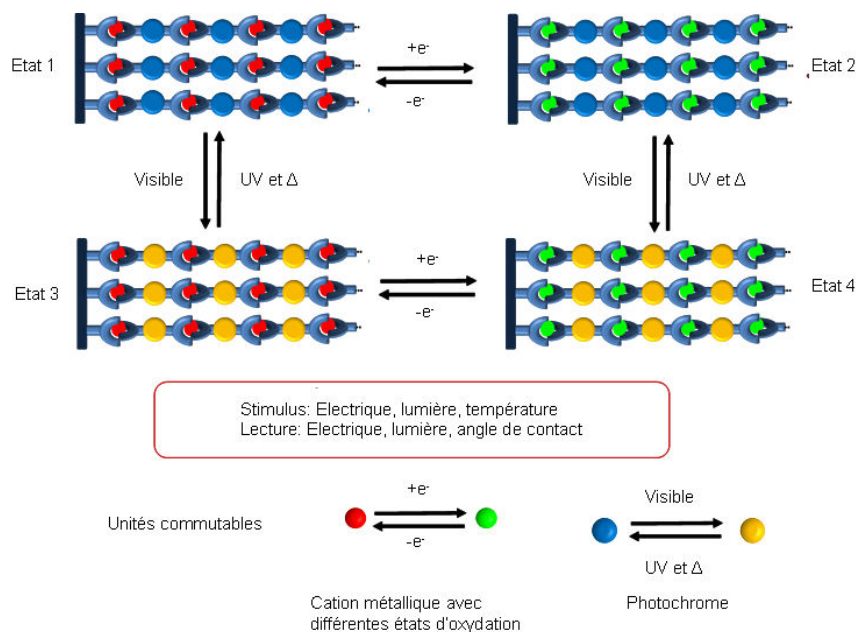 Etat 1
+e-
-e-
Etat 2
Visible
UV et Δ
Visible
UV et Δ
Etat 3
+e-
-e-
Etat 4
Stimulus: Electrique, lumière, température
Lecture: Electrique, lumière, angle de contact
Unités commutables
+e-
-e-
Visible
UV et Δ
Cation métallique avec
différentes états d'oxydation
Photochrome